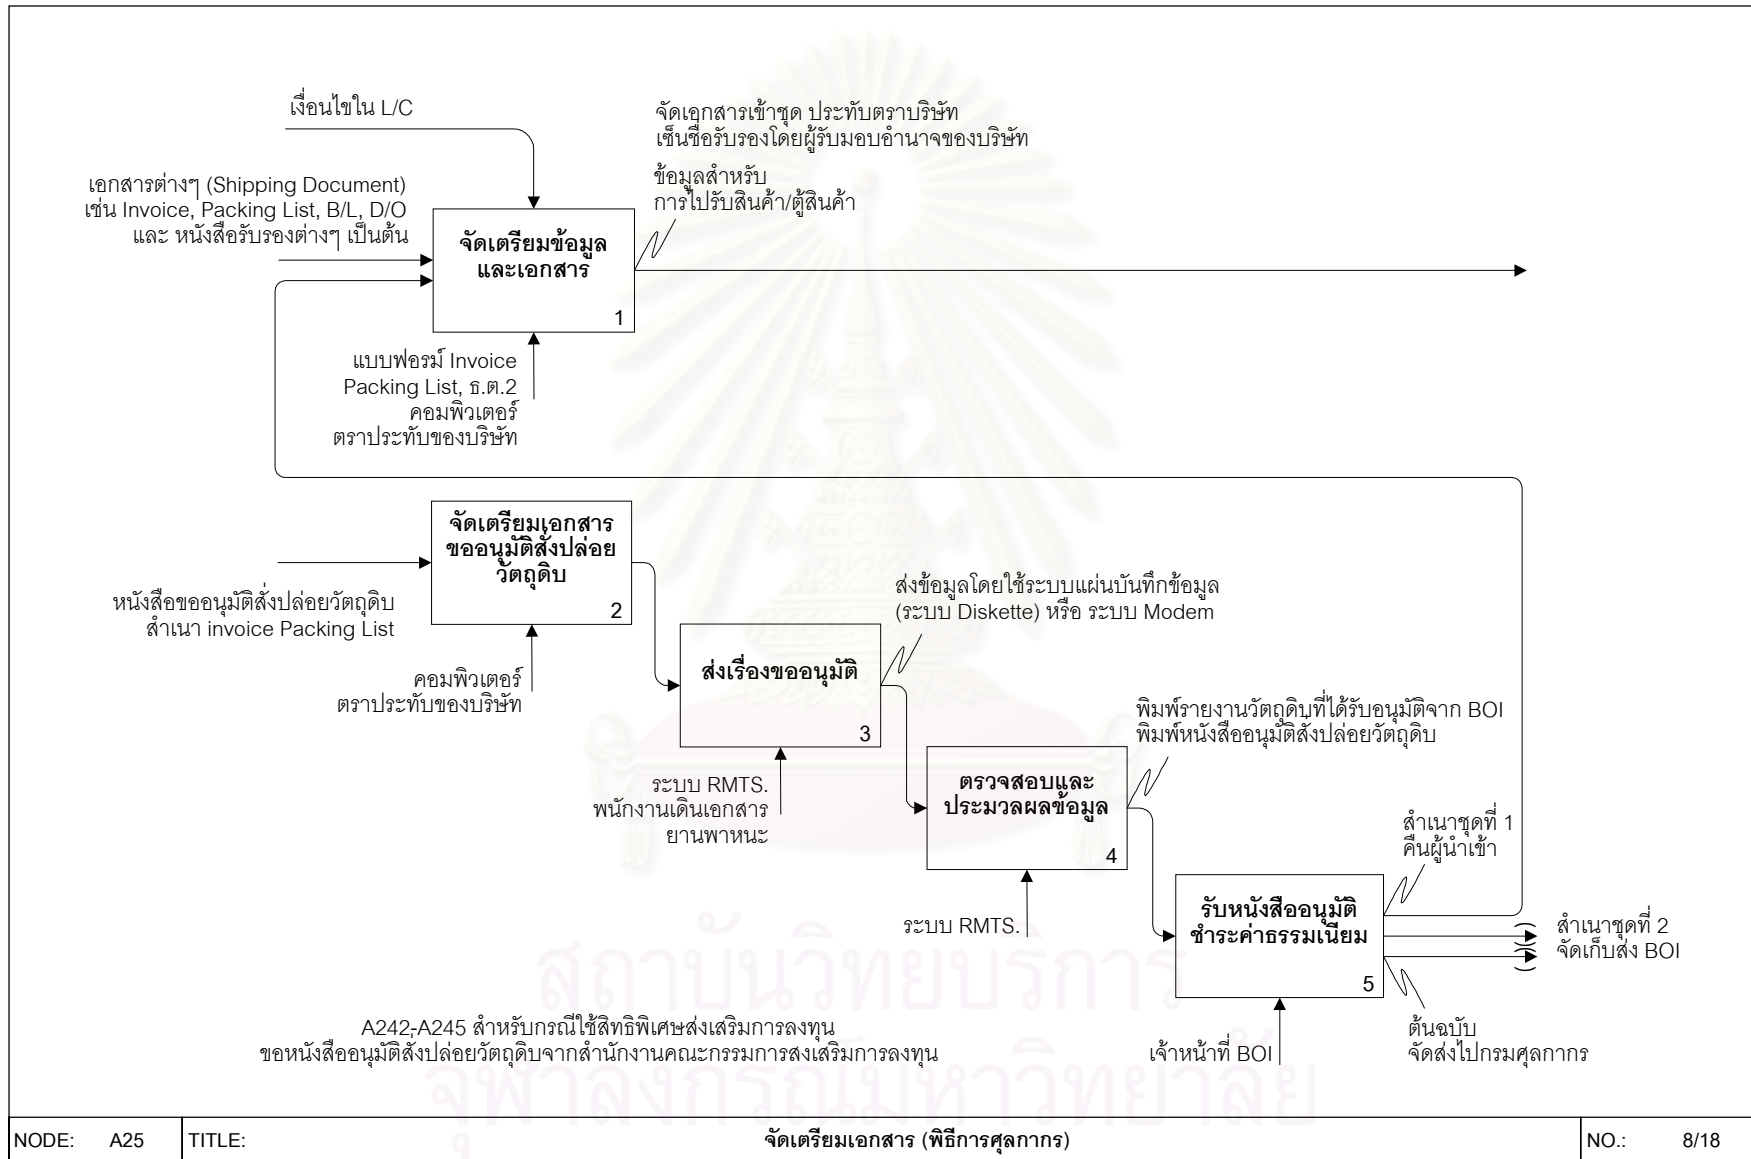 เงื่อนไขใน L/C
จัดเอกสารเข้าชุด ประทับตราบริษัท
เซ็นชื่อรับรองโดยผู้รับมอบอำนาจของบริษัท
ข้อมูลสำหรับ
การไปรับสินค้า/ตู้สินค้า
เอกสารต่างๆ (Shipping Document)
เช่น Invoice, Packing List, B/L, D/O
และ หนังสือรับรองต่างๆ เป็นต้น
จัดเตรียมข้อมูล
และเอกสาร
1
แบบฟอรม์ Invoice
Packing List, ธ.ต.2
คอมพิวเตอร์
ตราประทับของบริษัท
จัดเตรียมเอกสาร
ขออนุมัติสั่งปล่อย
วัตถุดิบ
2
หนังสือขออนุมัติสั่งปล่อยวัตถุดิบ
สำเนา invoice Packing List
คอมพิวเตอร์
ตราประทับของบริษัท
ส่งข้อมูลโดยใช้ระบบแผ่นบันทึกข้อมูล
(ระบบ Diskette) หรือ ระบบ Modem
ส่งเรื่องขออนุมัติ
3
ระบบ RMTS.
พนักงานเดินเอกสาร
ยานพาหนะ
พิมพ์รายงานวัตถุดิบที่ได้รับอนุมัติจาก BOI
พิมพ์หนังสืออนุมัติสั่งปล่อยวัตถุดิบ
ตรวจสอบและ
ประมวลผลข้อมูล
4
ระบบ RMTS.
สำเนาชุดที่ 1
คืนผู้นำเข้า
รับหนังสืออนุมัติ
ชำระค่าธรรมเนียม
5
สำเนาชุดที่ 2
จัดเก็บส่ง BOI
ต้นฉบับ
จัดส่งไปกรมศุลกากร
เจ้าหน้าที่ BOI
A242-A245 สำหรับกรณีใช้สิทธิพิเศษส่งเสริมการลงทุน
ขอหนังสืออนุมัติสั่งปล่อยวัตถุดิบจากสำนักงานคณะกรรมการส่งเสริมการลงทุน
สถาบันวิทยบริการ
จุฬาลงกรณ์มหาวิทยาลัย
NODE: A25 TITLE: จัดเตรียมเอกสาร (พิธีการศุลกากร) NO.: 8/18